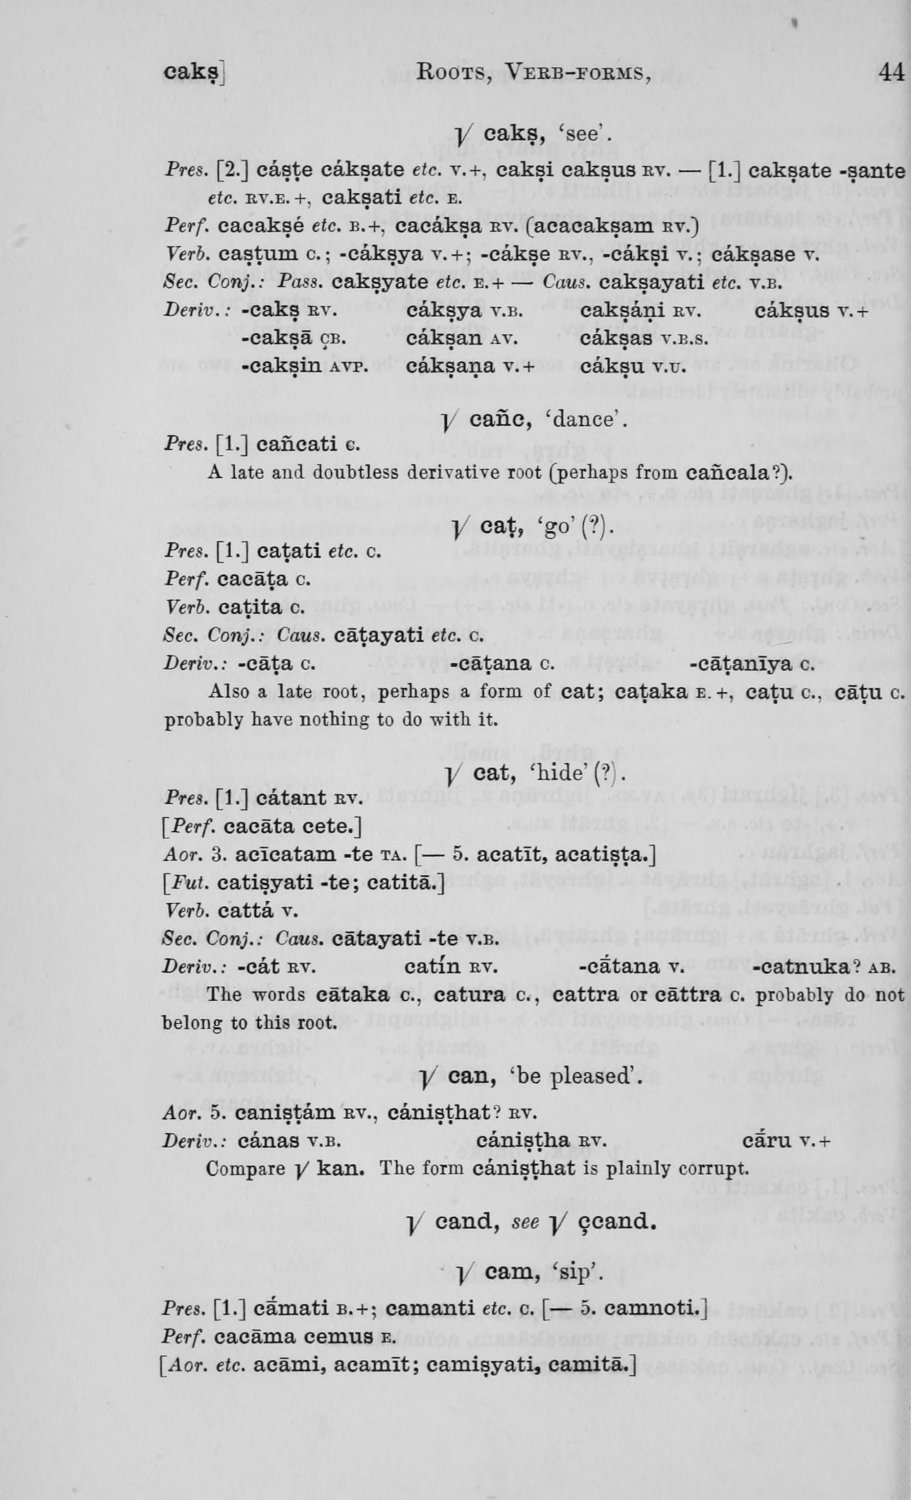 cakṣ] Roots, Verb-forms, 44
√ cakṣ, ‘see’.
Pres. [2.] cáṣṭe cákṣate etc. v.+, cakṣi cakṣus RV. — [1.] cakṣate -ṣante
etc. RV.E.+, cakṣati etc. E.
Perf. cacakṣé etc. B.+, cacákṣa RV. (acacakṣam RV.)
Verb. caṣṭum C.; -cákṣya V.+; -cákṣe RV., -cákṣi V.; cákṣase V.
Sec. Conj.: Pass. cakṣyate etc. E.+ — Caus. cakṣayati etc. V.B.
Deriv.: -cakṣ RV. cákṣya V.B. cakṣáṇi RV. cákṣus V.+
-cakṣā ÇB. cákṣan AV. cákṣas V.B.S.
-cakṣin AVP. cákṣaṇa V.+ cákṣu V.U.
√ cañc, ‘dance’.
Pres. [1.] cañcati C.
A late and doubtless derivative root (perhaps from cañcala?).
√ caṭ, ‘go’ (?).
Pres. [1.] caṭati etc. C.
Perf. cacāṭa C.
Verb. caṭita C.
Sec. Conj.: Caus. cāṭayati etc. C.
Deriv.: -cāṭa C. -cāṭana C. -cāṭanīya C.
Also a late root, perhaps a form of cat; caṭaka E.+, caṭu C., cāṭu C.
probably have nothing to do with it.
√ cat, ‘hide’ (?).
Pres. [1.] cátant RV.
[Perf. cacāta cete.]
Aor. 3. acīcatam -te TA. [— 5. acatīt, acatiṣṭa.]
[Fut. catiṣyati -te; catitā.]
Verb. cattá V.
Sec. Conj.: Caus. cātayati -te V.B.
Deriv.: -cát RV. catín RV. -cā́tana V. -catnuka? AB.
The words cātaka C., catura C., cattra or cāttra C. probably do not
belong to this root.
√ can, ‘be pleased’.
Aor. 5. caniṣṭám RV., cániṣṭhat? RV.
Deriv.: cánas V.B. cániṣṭha RV. cā́ru V.+
Compare √ kan. The form cániṣṭhat is plainly corrupt.
√ cand, see √ çcand.
√ cam, ‘sip’.
Pres. [1.] cā́mati B.+; camanti etc. C. [— 5. camnoti.]
Perf. cacāma cemus E.
[Aor. etc. acāmi, acamīt; camiṣyati, camitā.]